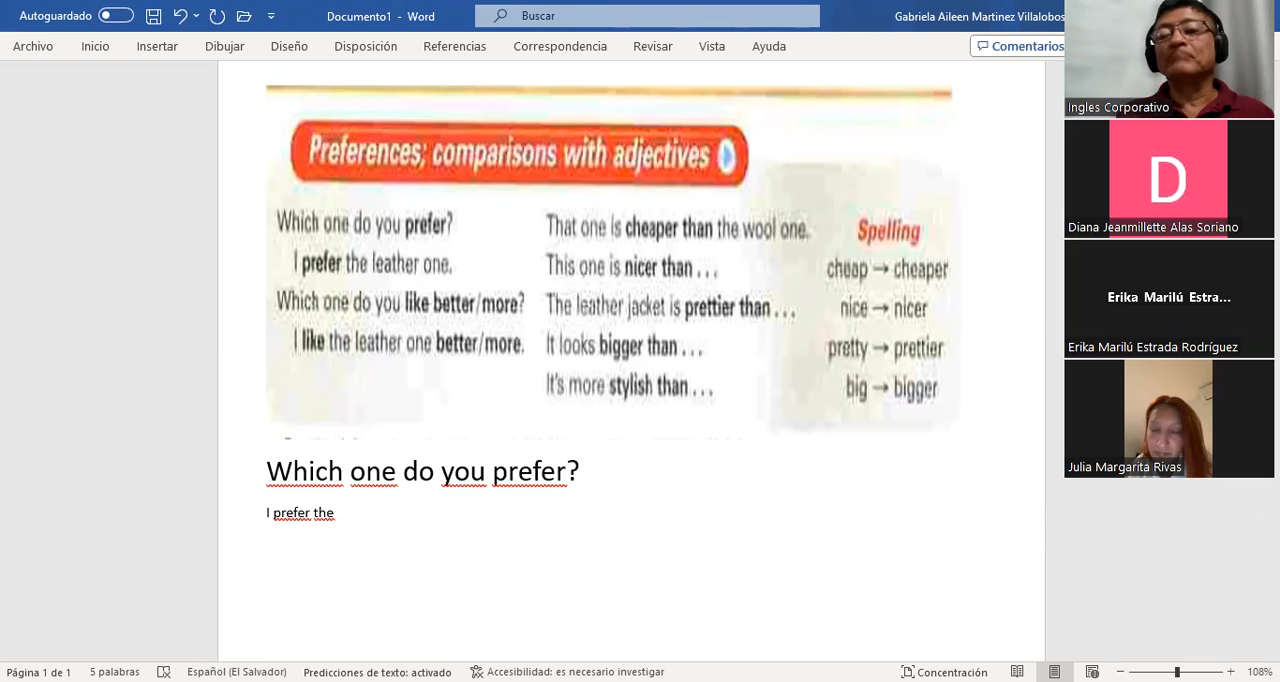 Autoguardado
Documento1 - Word
Buscar
Gabriela Aileen Martinez Villalobos
Archivo Inicio Insertar Dibujar Diseño Disposición Referencias Correspondencia Revisar Vista Ayuda
Comentarios
Ingles Corporativo
D
Diana Jeanmillette Alas Soriano
Erika Marilú Estra...
Erika Marilú Estrada Rodríguez
Julia Margarita Rivas
Preferences; comparisons with adjectives
Which one do you prefer?
I prefer the leather one.
Which one do you like better/more?
I like the leather one better/more.
That one is cheaper than the wool one.
This one is nicer than . . .
The leather jacket is prettier than . . .
It looks bigger than . . .
It's more stylish than . . .
Spelling
cheap → cheaper
nice → nicer
pretty → prettier
big → bigger
Which one do you prefer?
I prefer the
Página 1 de 1 5 palabras Español (El Salvador) Predicciones de texto: activado Accesibilidad: es necesario investigar Concentración 108%